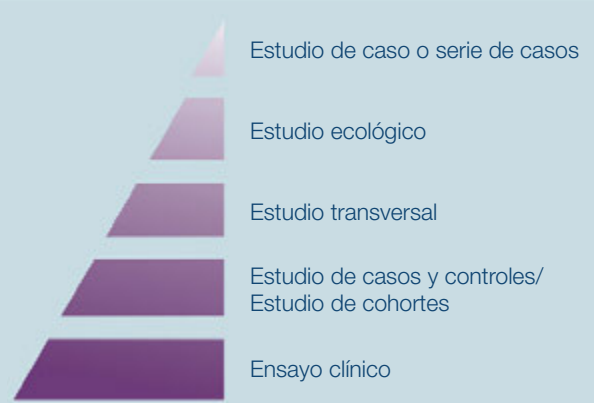 Estudio de caso o serie de casos
Estudio ecológico
Estudio transversal
Estudio de casos y controles/
Estudio de cohortes
Ensayo clínico